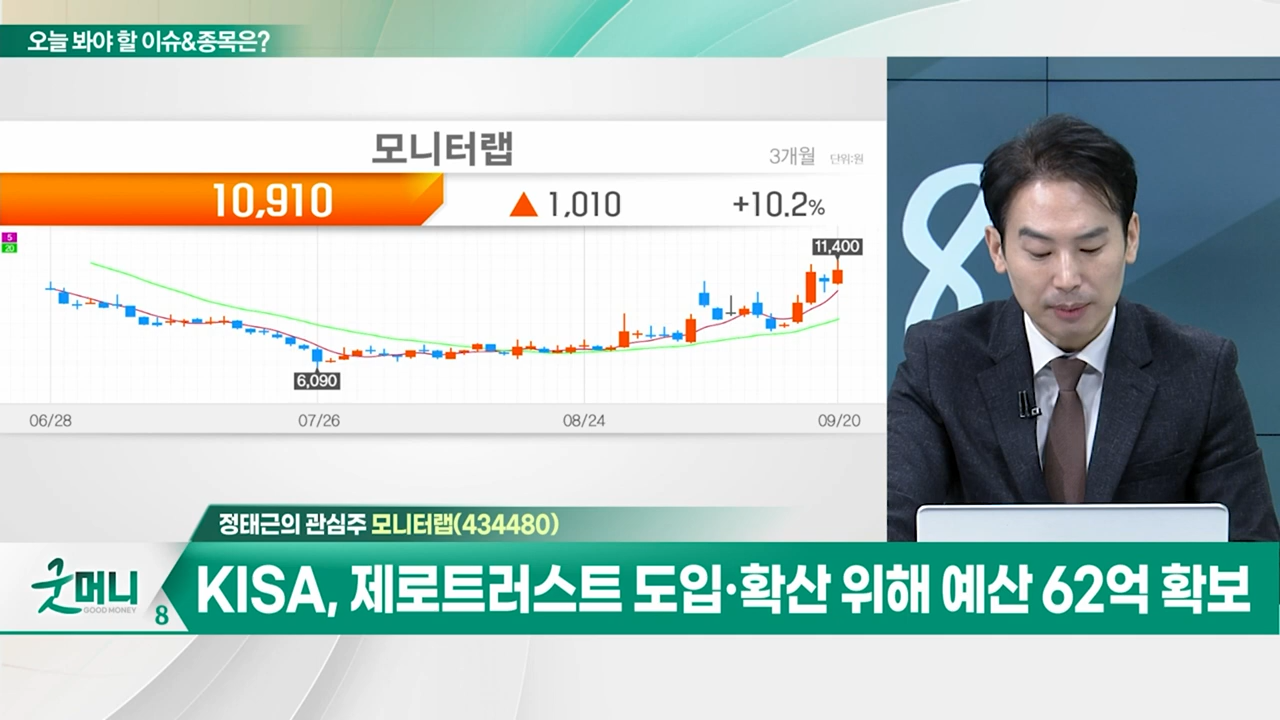 오늘 봐야 할 이슈&종목은?
모니터랩
3개월 단위:원
10,910 ▲ 1,010 +10.2%
5
20
11,400
6,090
06/28 07/26 08/24 09/20
8
정태근의 관심주 모니터랩(434480)
굿머니
GOOD MONEY
8
KISA, 제로트러스트 도입·확산 위해 예산 62억 확보